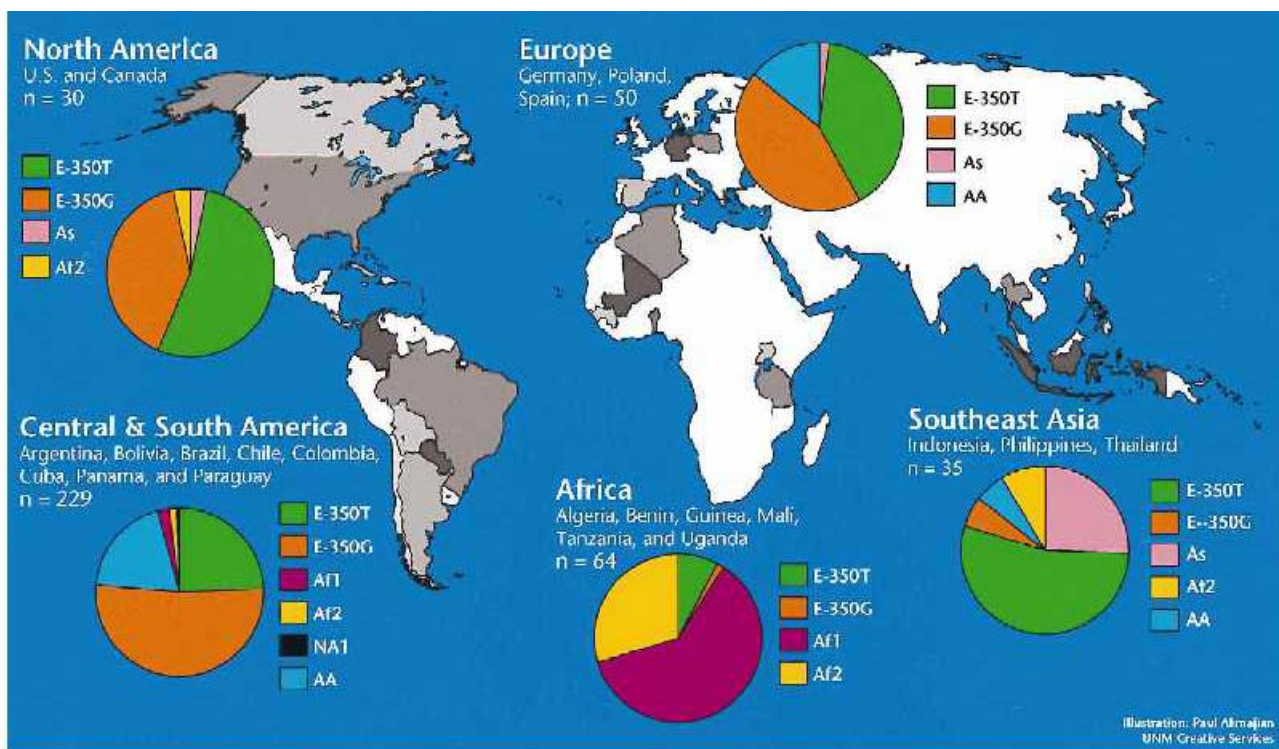 North America
U.S. and Canada
n = 30
E-350T
E-350G
As
Af2
Europe
Germany, Poland,
Spain; n = 50
E-350T
E-350G
As
AA
Central & South America
Argentina, Bolivia, Brazil, Chile, Colombia,
Cuba, Panama, and Paraguay
n = 229
E-350T
E-350G
Af1
Af2
NA1
AA
Africa
Algeria, Benin, Guinea, Mali,
Tanzania, and Uganda
n = 64
E-350T
E-350G
Af1
Af2
Southeast Asia
Indonesia, Philippines, Thailand
n = 35
E-350T
E--350G
As
Af2
AA
Illustration: Paul Akmajian
UNM Creative Services